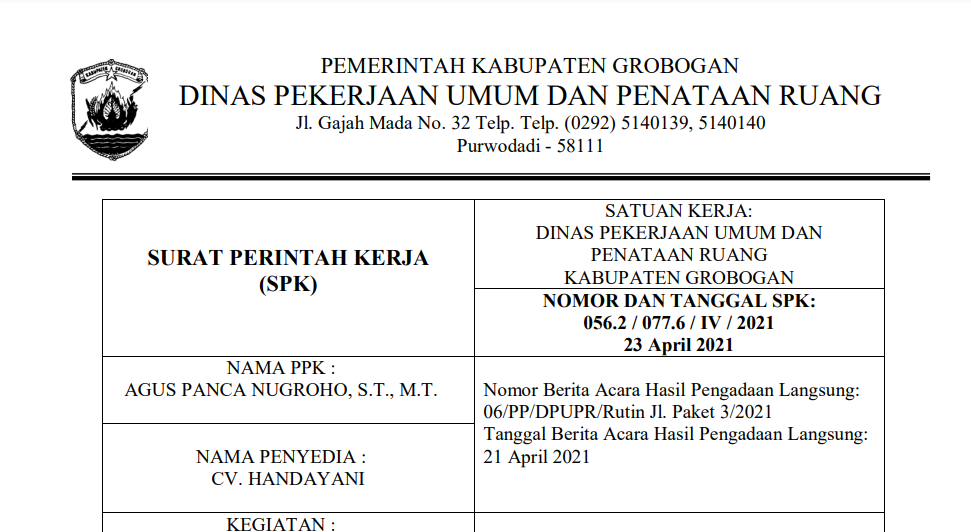 KABUPATEN GROBOGAN
PEMERINTAH KABUPATEN GROBOGAN
DINAS PEKERJAAN UMUM DAN PENATAAN RUANG
Jl. Gajah Mada No. 32 Telp. Telp. (0292) 5140139, 5140140
Purwodadi - 58111
SURAT PERINTAH KERJA
(SPK)
SATUAN KERJA:
DINAS PEKERJAAN UMUM DAN
PENATAAN RUANG
KABUPATEN GROBOGAN
NOMOR DAN TANGGAL SPK:
056.2 / 077.6 / IV / 2021
23 April 2021
NAMA PPK :
AGUS PANCA NUGROHO, S.T., M.T.
Nomor Berita Acara Hasil Pengadaan Langsung:
06/PP/DPUPR/Rutin Jl. Paket 3/2021
Tanggal Berita Acara Hasil Pengadaan Langsung:
21 April 2021
NAMA PENYEDIA :
CV. HANDAYANI
KEGIATAN :